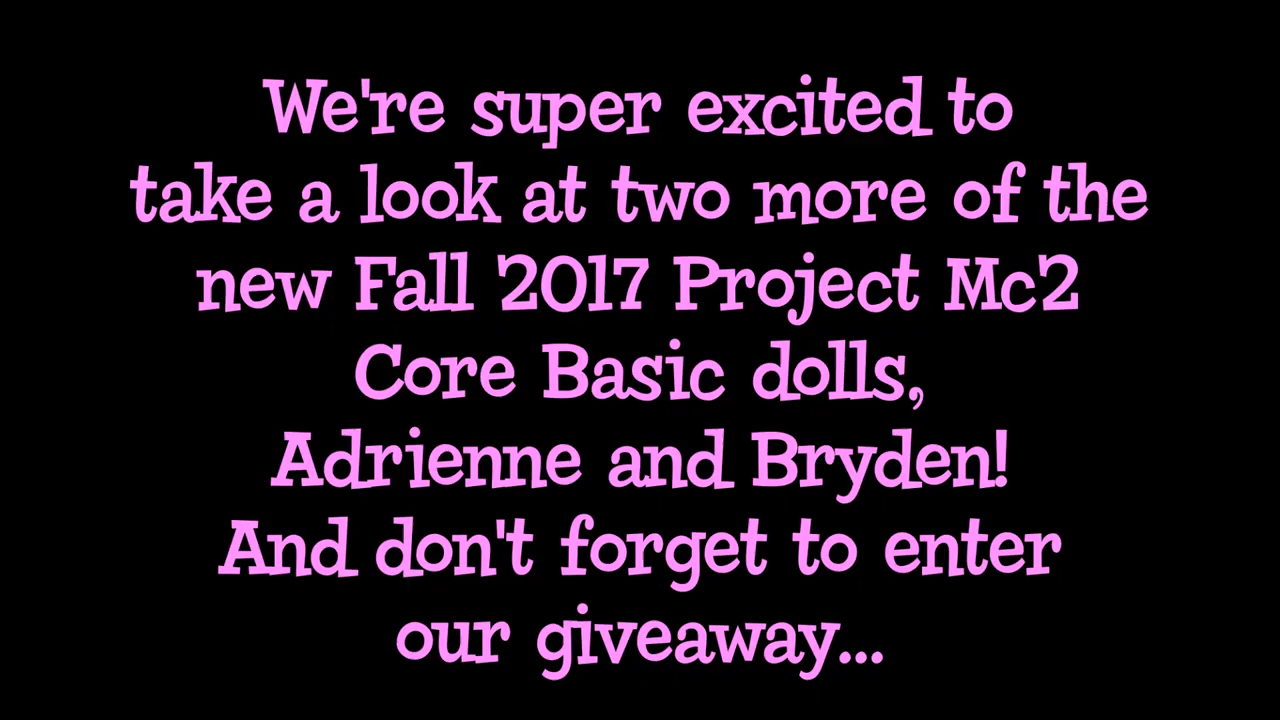 We're super excited to
take a look at two more of the
new Fall 2017 Project Mc2
Core Basic dolls,
Adrienne and Bryden!
And don't forget to enter
our giveaway...